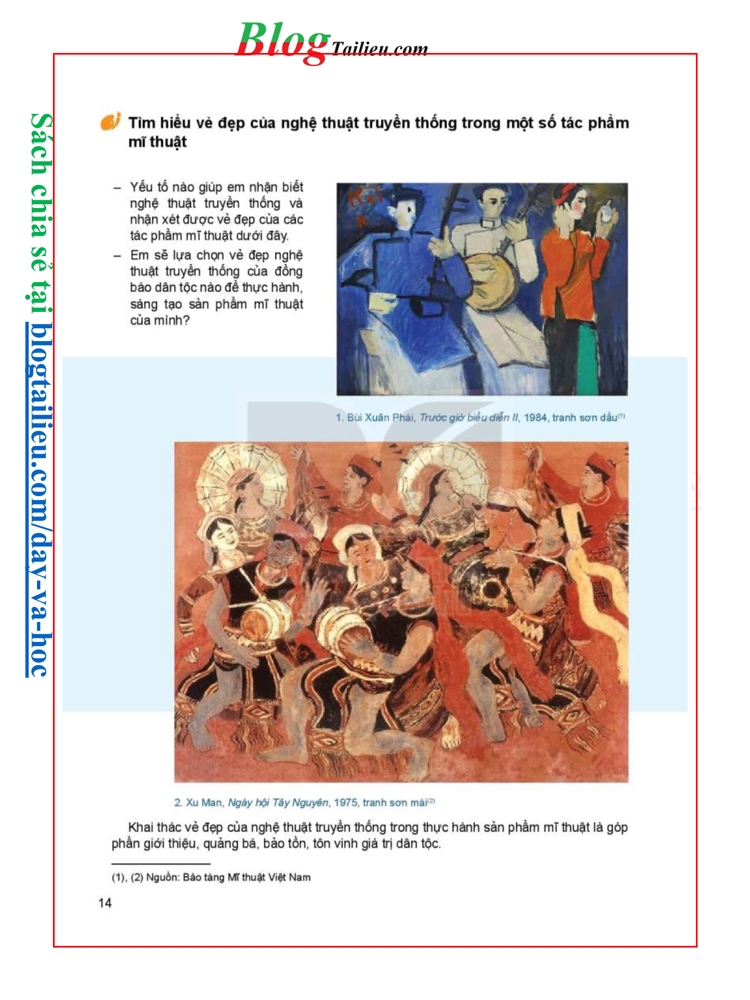 Blog Tailieu.com
Sách chia sẻ tại blogtailieu.com/day-va-hoc
Tìm hiểu vẻ đẹp của nghệ thuật truyền thống trong một số tác phẩm
mĩ thuật
– Yếu tố nào giúp em nhận biết
nghệ thuật truyền thống và
nhận xét được vẻ đẹp của các
tác phẩm mĩ thuật dưới đây.
– Em sẽ lựa chọn vẻ đẹp nghệ
thuật truyền thống của đồng
bào dân tộc nào để thực hành,
sáng tạo sản phẩm mĩ thuật
của mình?
1. Bùi Xuân Phái, Trước giờ biểu diễn II, 1984, tranh sơn dầu(1)
2. Xu Man, Ngày hội Tây Nguyên, 1975, tranh sơn mài(2)
Khai thác vẻ đẹp của nghệ thuật truyền thống trong thực hành sản phẩm mĩ thuật là góp
phần giới thiệu, quảng bá, bảo tồn, tôn vinh giá trị dân tộc.
(1), (2) Nguồn: Bảo tàng Mĩ thuật Việt Nam
14